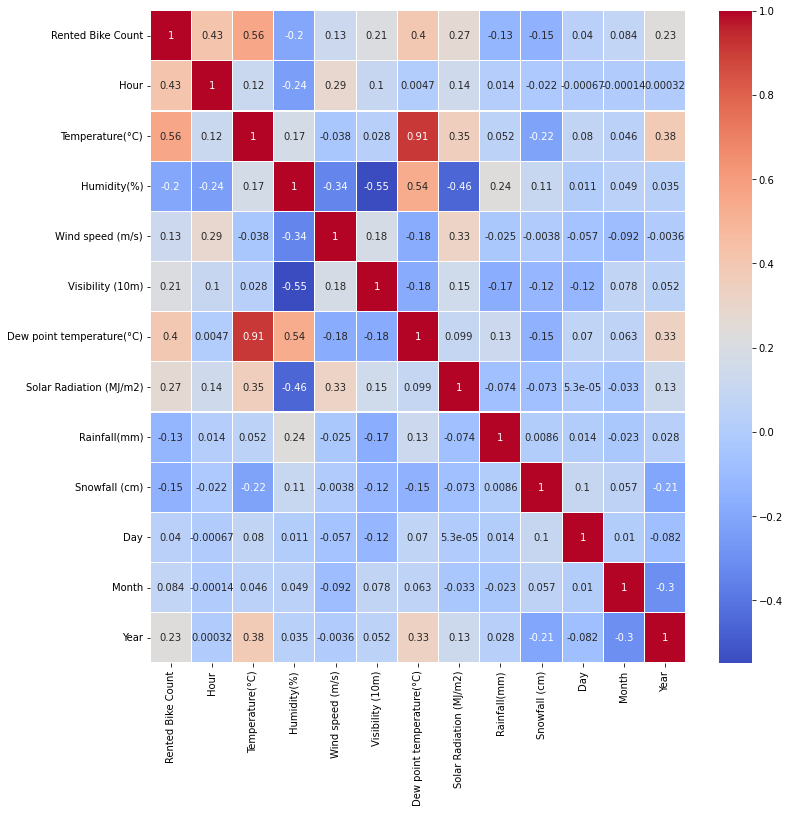 Rented Bike Count 1 0.43 0.56 -0.2 0.13 0.21 0.4 0.27 -0.13 -0.15 0.04 0.084 0.23
Hour 0.43 1 0.12 -0.24 0.29 0.1 0.0047 0.14 0.014 -0.022 -0.00067 -0.00014 0.00032
Temperature(°C) 0.56 0.12 1 0.17 -0.038 0.028 0.91 0.35 0.052 -0.22 0.08 0.046 0.38
Humidity(%) -0.2 -0.24 0.17 1 -0.34 -0.55 0.54 -0.46 0.24 0.11 0.011 0.049 0.035
Wind speed (m/s) 0.13 0.29 -0.038 -0.34 1 0.18 -0.18 0.33 -0.025 -0.0038 -0.057 -0.092 -0.0036
Visibility (10m) 0.21 0.1 0.028 -0.55 0.18 1 -0.18 0.15 -0.17 -0.12 -0.12 0.078 0.052
Dew point temperature(°C) 0.4 0.0047 0.91 0.54 -0.18 -0.18 1 0.099 0.13 -0.15 0.07 0.063 0.33
Solar Radiation (MJ/m2) 0.27 0.14 0.35 -0.46 0.33 0.15 0.099 1 -0.074 -0.073 5.3e-05 -0.033 0.13
Rainfall(mm) -0.13 0.014 0.052 0.24 -0.025 -0.17 0.13 -0.074 1 0.0086 0.014 -0.023 0.028
Snowfall (cm) -0.15 -0.022 -0.22 0.11 -0.0038 -0.12 -0.15 -0.073 0.0086 1 0.1 0.057 -0.21
Day 0.04 -0.00067 0.08 0.011 -0.057 -0.12 0.07 5.3e-05 0.014 0.1 1 0.01 -0.082
Month 0.084 -0.00014 0.046 0.049 -0.092 0.078 0.063 -0.033 -0.023 0.057 0.01 1 -0.3
Year 0.23 0.00032 0.38 0.035 -0.0036 0.052 0.33 0.13 0.028 -0.21 -0.082 -0.3 1
Rented Bike Count
Hour
Temperature(°C)
Humidity(%)
Wind speed (m/s)
Visibility (10m)
Dew point temperature(°C)
Solar Radiation (MJ/m2)
Rainfall(mm)
Snowfall (cm)
Day
Month
Year
1.0
0.8
0.6
0.4
0.2
0.0
−0.2
−0.4